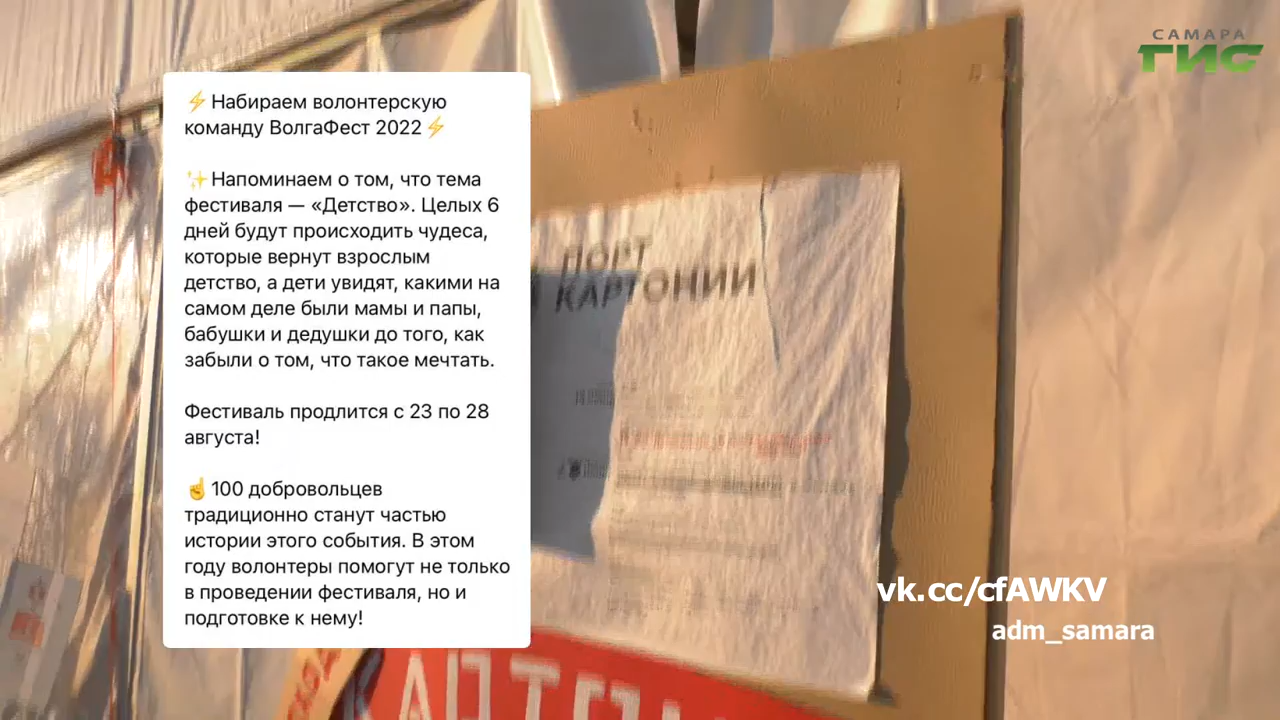 САМАРА
ГИС
⚡Набираем волонтерскую
команду ВолгаФест 2022⚡
✨Напоминаем о том, что тема
фестиваля — «Детство». Целых 6
дней будут происходить чудеса,
которые вернут взрослым
детство, а дети увидят, какими на
самом деле были мамы и папы,
бабушки и дедушки до того, как
забыли о том, что такое мечтать.
Фестиваль продлится с 23 по 28
августа!
☝100 добровольцев
традиционно станут частью
истории этого события. В этом
году волонтеры помогут не только
в проведении фестиваля, но и
подготовке к нему!
ПОРТ
КАРТОНИИ
vk.cc/cfAWKV
adm_samara